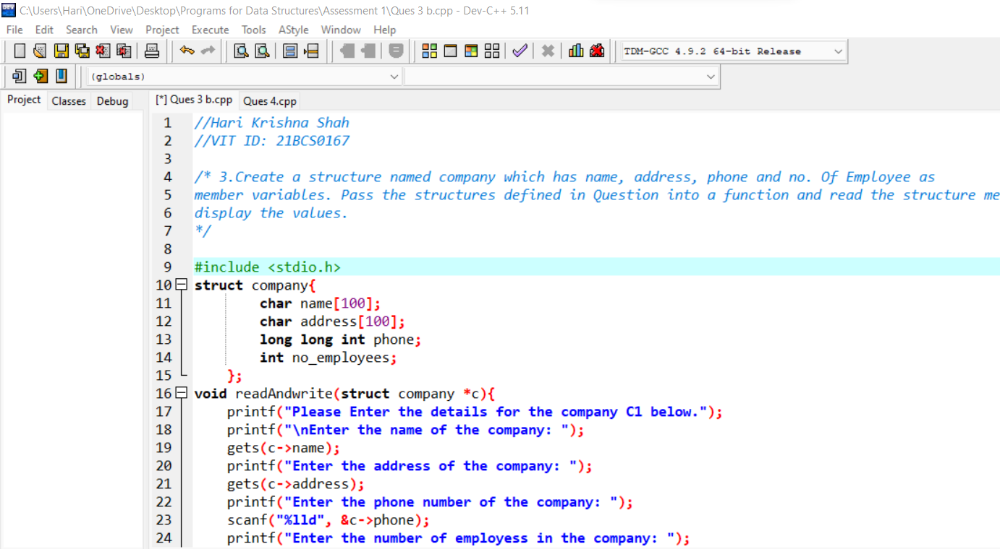 C:\Users\Hari\OneDrive\Desktop\Programs for Data Structures\Assessment 1\Ques 3 b.cpp - Dev-C++ 5.11
File Edit Search View Project Execute Tools AStyle Window Help
TDM-GCC 4.9.2 64-bit Release
(globals)
Project Classes Debug [*] Ques 3 b.cpp Ques 4.cpp
1 //Hari Krishna Shah
2 //VIT ID: 21BCS0167
3
4 /* 3.Create a structure named company which has name, address, phone and no. Of Employee as
5 member variables. Pass the structures defined in Question into a function and read the structure me
6 display the values.
7 */
8
9 #include <stdio.h>
10 struct company{
11 char name[100];
12 char address[100];
13 long long int phone;
14 int no_employees;
15 };
16 void readAndwrite(struct company *c){
17 printf("Please Enter the details for the company C1 below.");
18 printf("\nEnter the name of the company: ");
19 gets(c->name);
20 printf("Enter the address of the company: ");
21 gets(c->address);
22 printf("Enter the phone number of the company: ");
23 scanf("%lld", &c->phone);
24 printf("Enter the number of employess in the company: ");